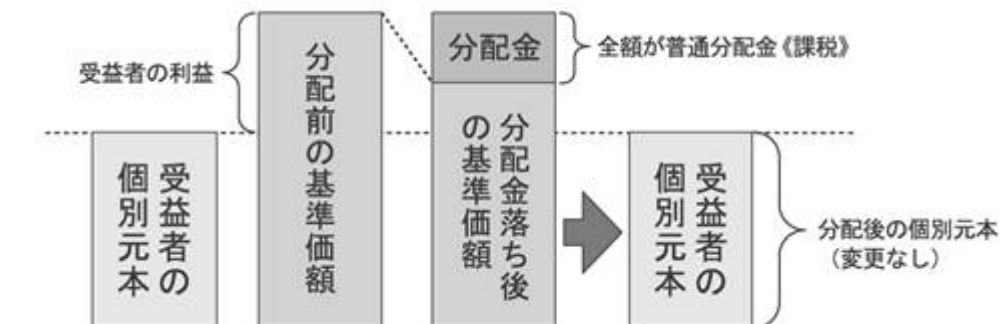 受益者の利益
分配前の基準価額
分配金
全額が普通分配金《課税》
受益者の
個別元本
分配金落ち後
の基準価額
受益者の
個別元本
分配後の個別元本
（変更なし）